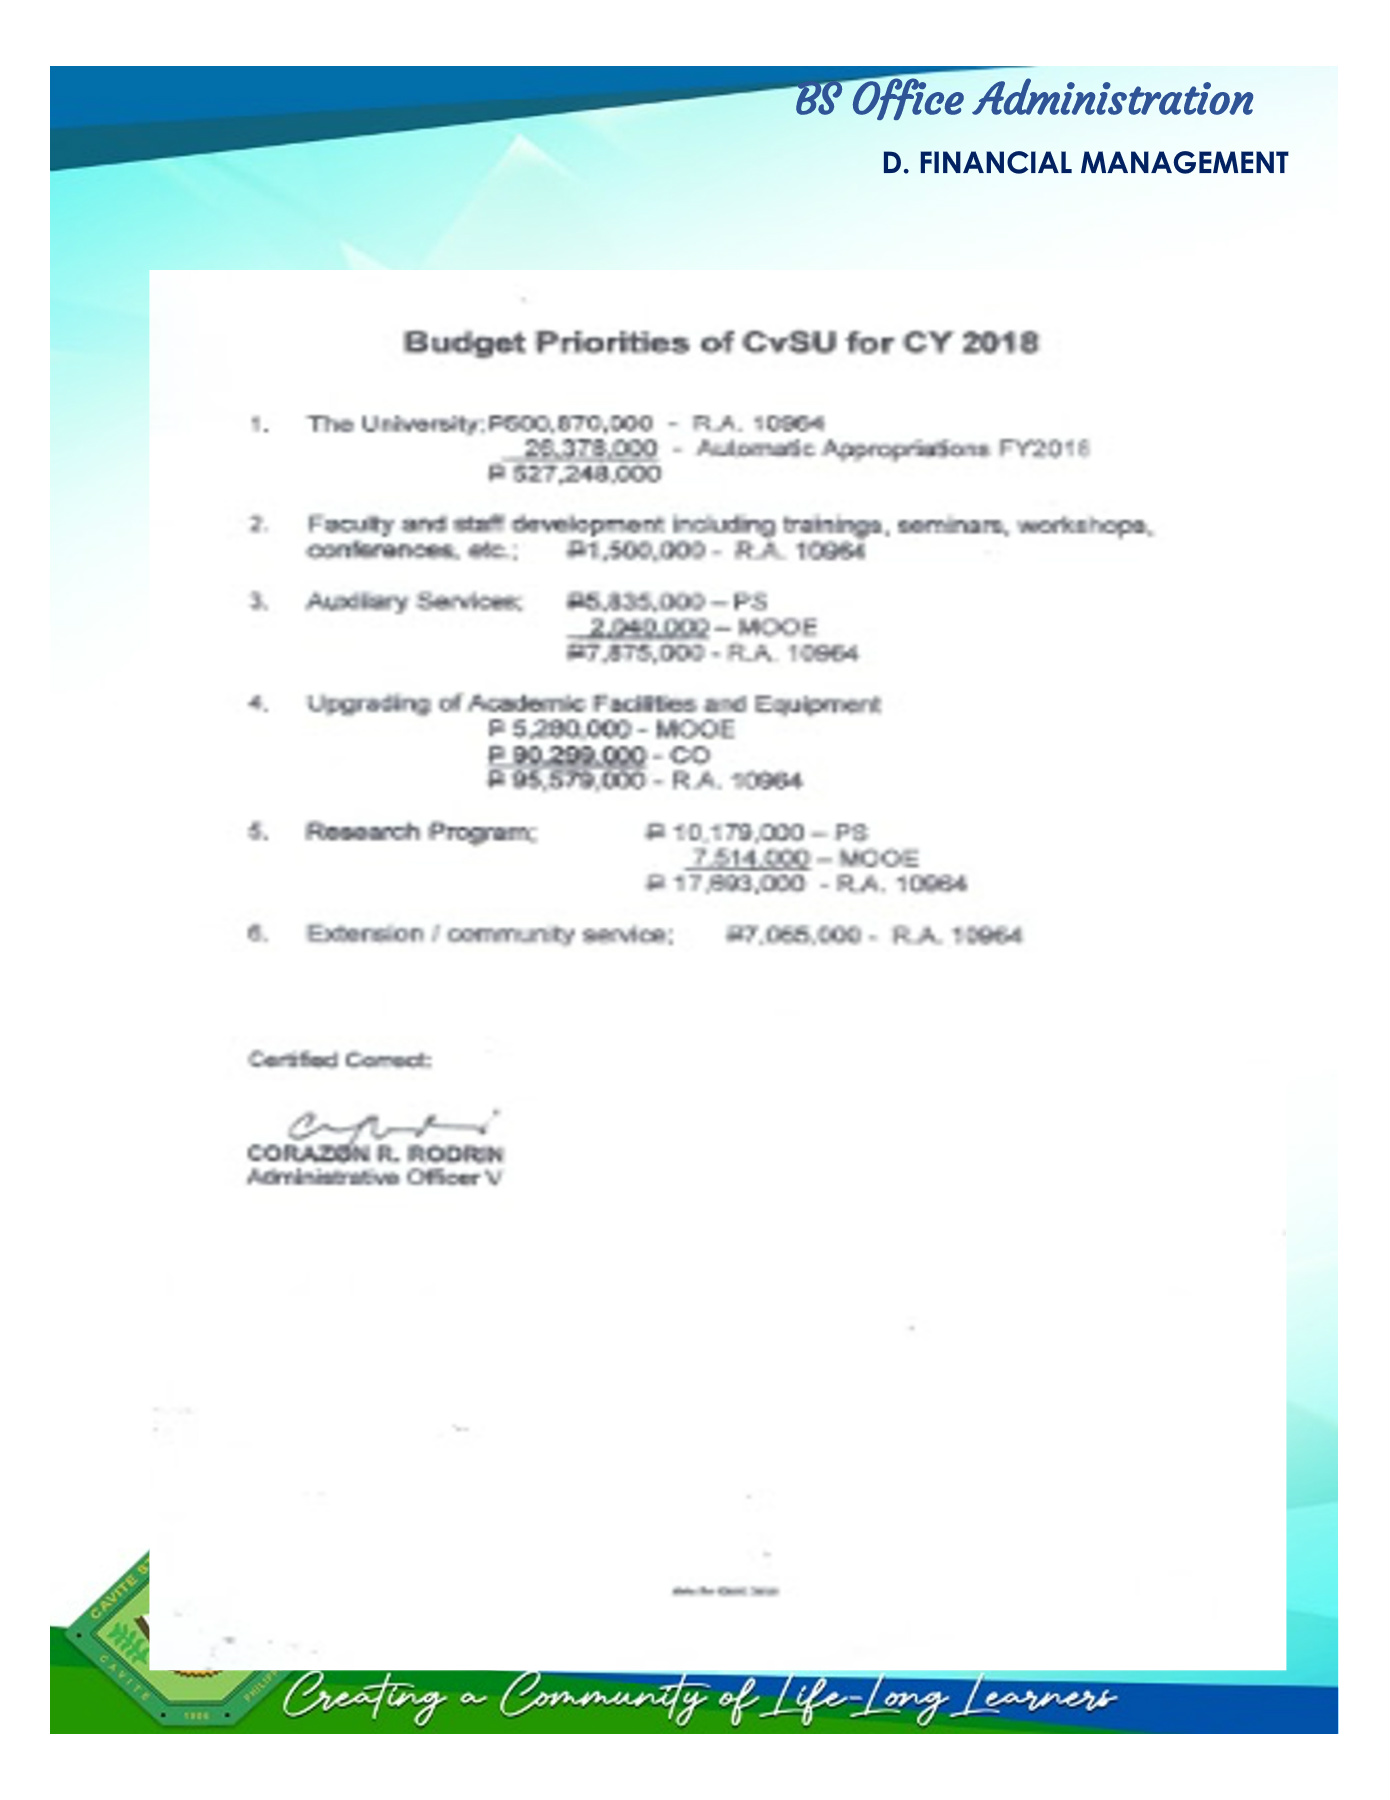 BS Office Administration
D. FINANCIAL MANAGEMENT
Budget Priorities of CvSU for CY 2018
1. The University; ₱500,870,000 - R.A. 10964
26,378,000 - Automatic Appropriations FY2018
₱ 527,248,000
2. Faculty and staff development including trainings, seminars, workshops,
conferences, etc.; ₱1,500,000 - R.A. 10964
3. Auxiliary Services; ₱5,835,000 – PS
2,040,000 – MOOE
₱7,875,000 - R.A. 10964
4. Upgrading of Academic Facilities and Equipment
₱ 5,280,000 - MOOE
₱ 90,299,000 - CO
₱ 95,579,000 - R.A. 10964
5. Research Program; ₱ 10,179,000 – PS
7,514,000 – MOOE
₱ 17,693,000 - R.A. 10964
6. Extension / community service; ₱7,065,000 - R.A. 10964
Certified Correct:
CORAZON R. RODRIN
Administrative Officer V
CAVITE
CAVITE
1906
Creating a Community of Life-Long Learners